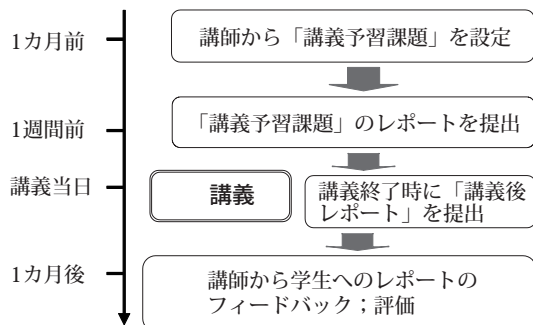 1カ月前
講師から「講義予習課題」を設定
1週間前
「講義予習課題」のレポートを提出
講義当日
講義
講義終了時に「講義後
レポート」を提出
1カ月後
講師から学生へのレポートの
フィードバック；評価